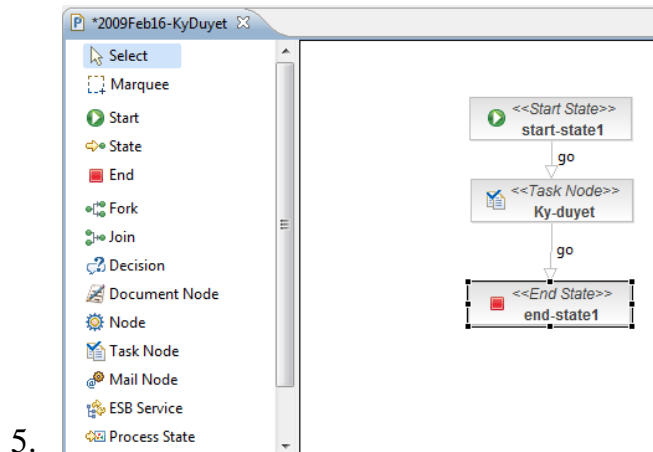 *2009Feb16-KyDuyet
Select
Marquee
Start
State
End
Fork
Join
Decision
Document Node
Node
Task Node
Mail Node
ESB Service
Process State
<<Start State>>
start-state1
go
<<Task Node>>
Ky-duyet
go
<<End State>>
end-state1
5.